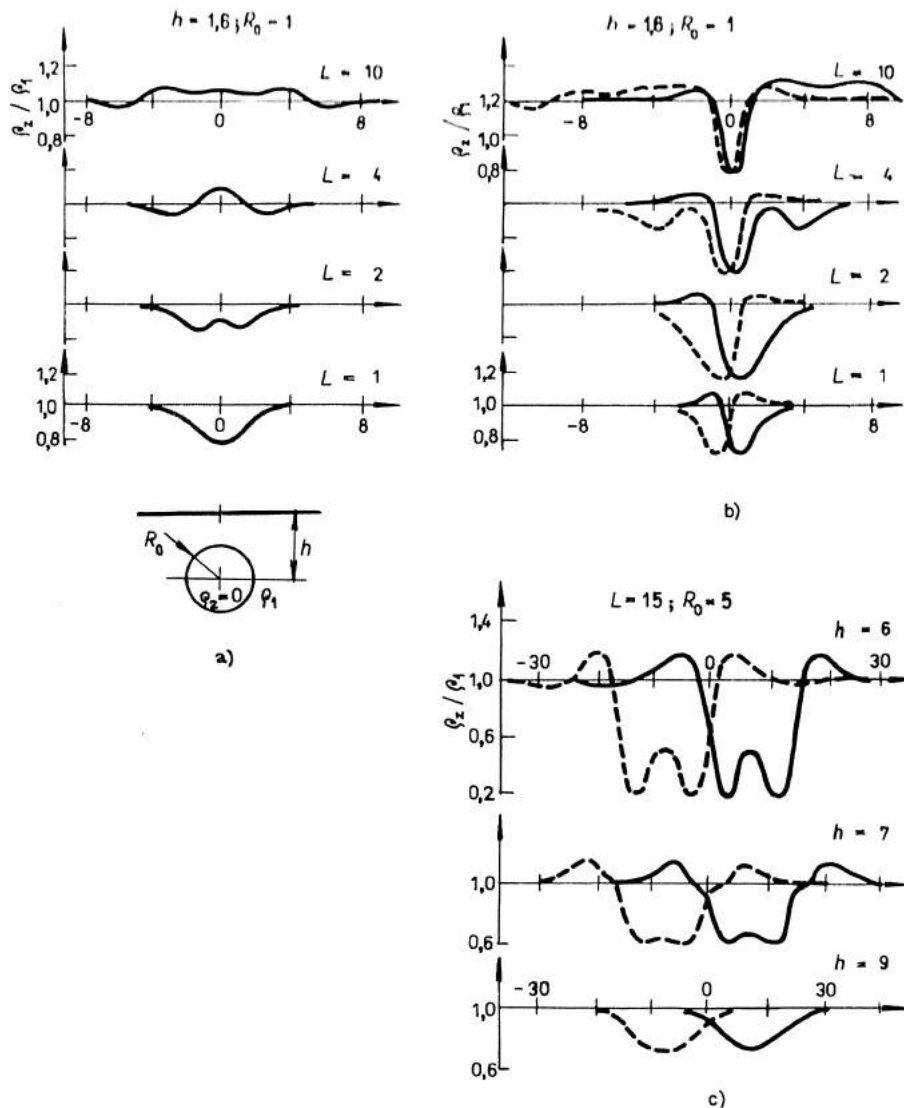 h = 1,6 ; R₀ = 1
1,2
1,0
0,8
ϱz / ϱ1
-8
0
8
L = 10
L = 4
L = 2
1,2
1,0
0,8
-8
0
8
L = 1
R₀
h
ϱ₂=0
ϱ₁
a)
h = 1,6 ; R₀ = 1
1,2
1,2
1,0
0,8
-8
0
8
L = 10
L = 4
L = 2
1,2
1,0
0,8
-8
0
8
L = 1
b)
L = 15 ; R₀ = 5
1,4
1,0
0,6
0,2
ϱz / ϱ1
-30
0
30
h = 6
1,0
0,6
h = 7
h = 9
-30
0
30
1,0
0,6
c)